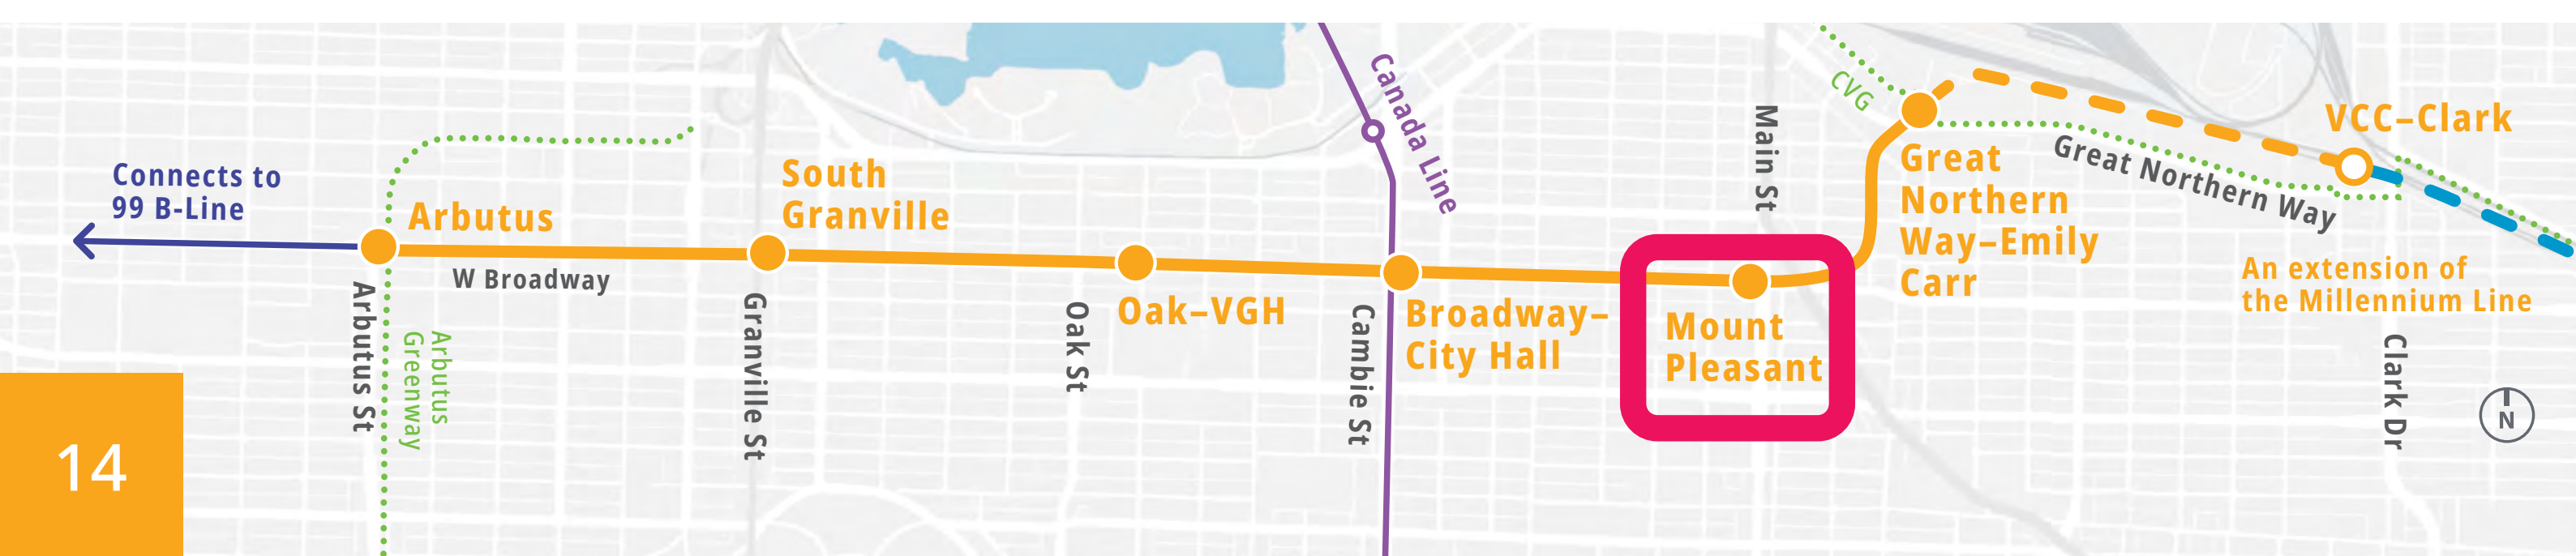 Connects to
99 B-Line
Arbutus
W Broadway
Arbutus St
Arbutus
Greenway
South
Granville
Granville St
Oak–VGH
Oak St
Canada Line
Cambie St
Broadway–
City Hall
Main St
Mount
Pleasant
CVG
Great
Northern
Way–Emily
Carr
Great Northern Way
VCC–Clark
An extension of
the Millennium Line
Clark Dr
N
14